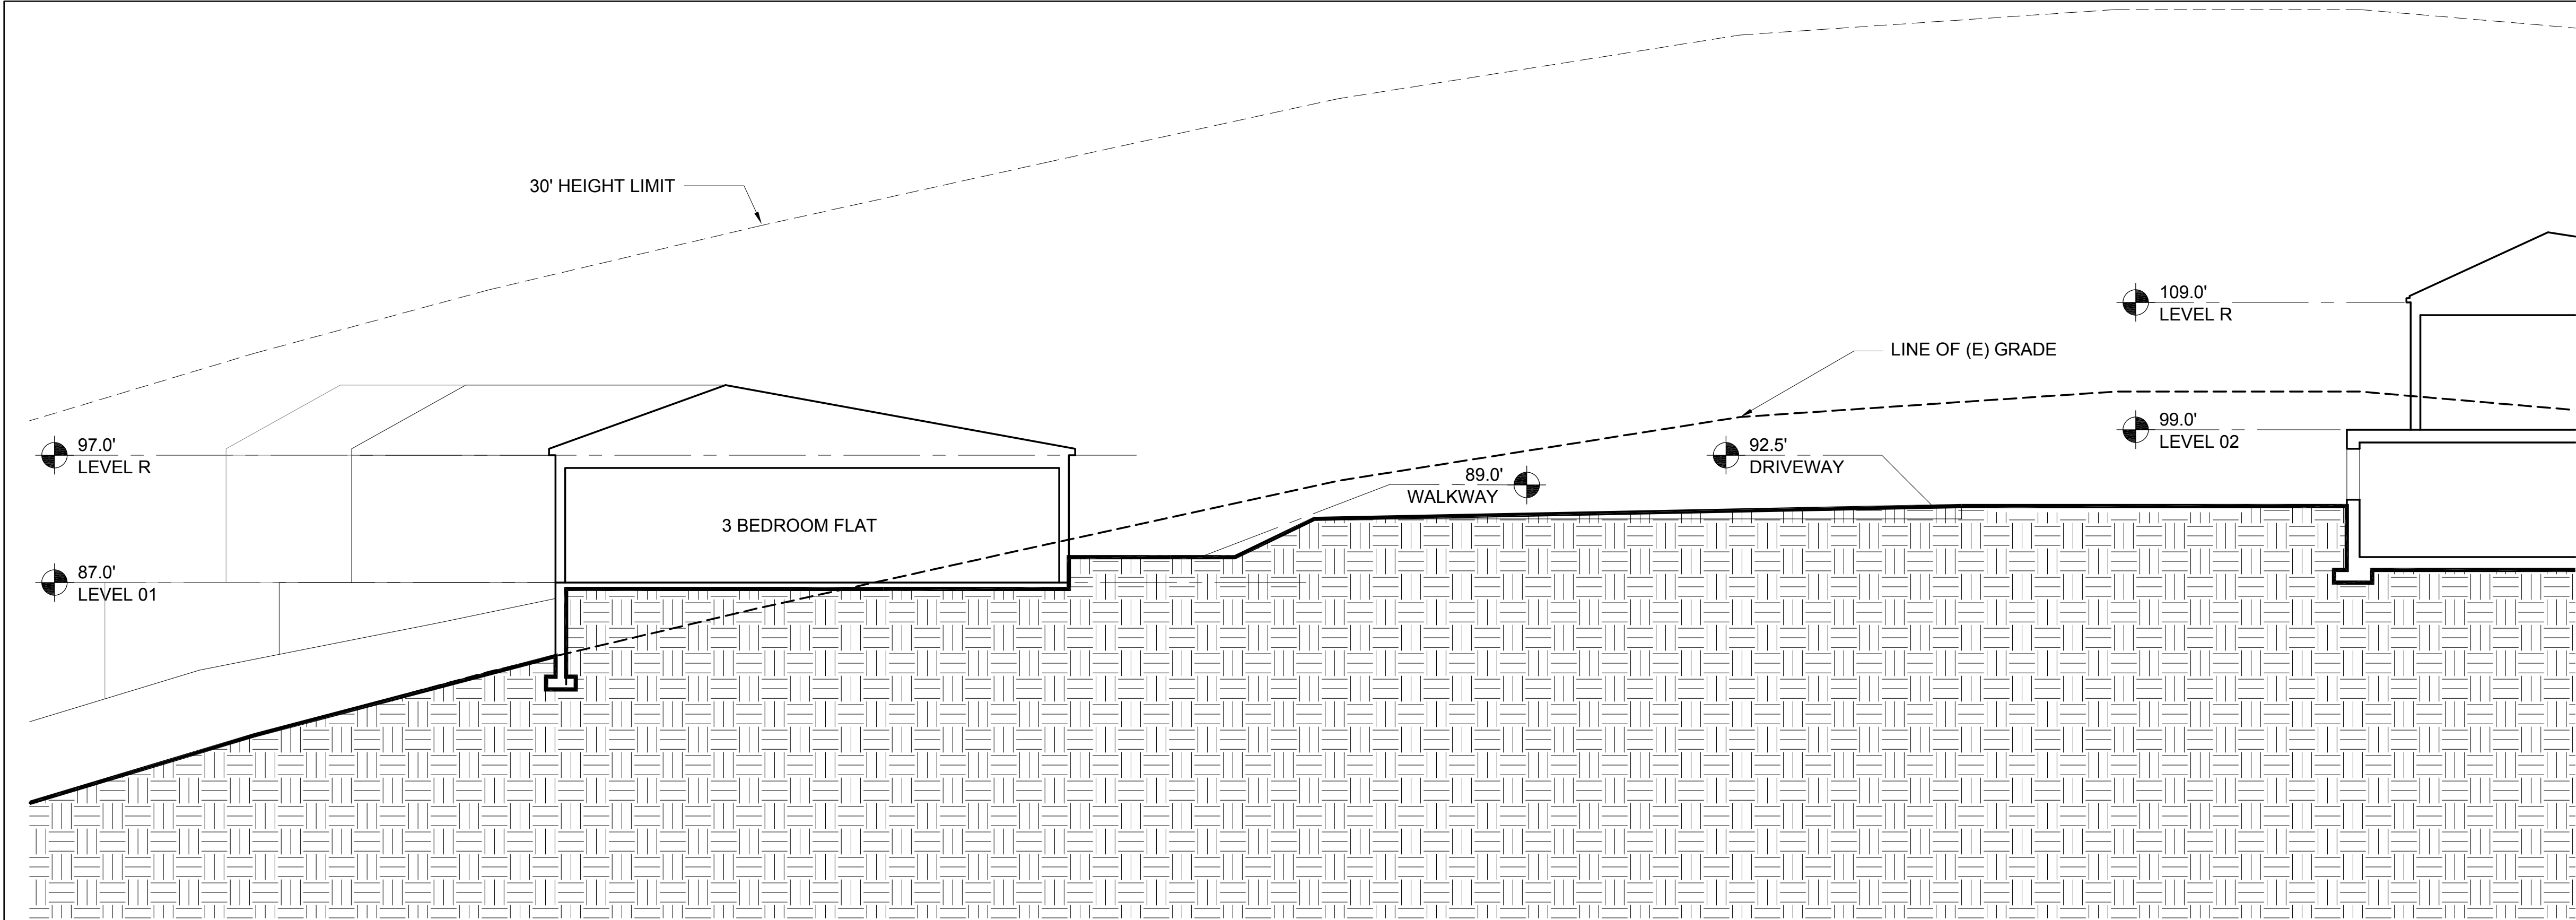 30' HEIGHT LIMIT
109.0'
LEVEL R
LINE OF (E) GRADE
99.0'
LEVEL 02
97.0'
LEVEL R
92.5'
DRIVEWAY
89.0'
WALKWAY
3 BEDROOM FLAT
87.0'
LEVEL 01